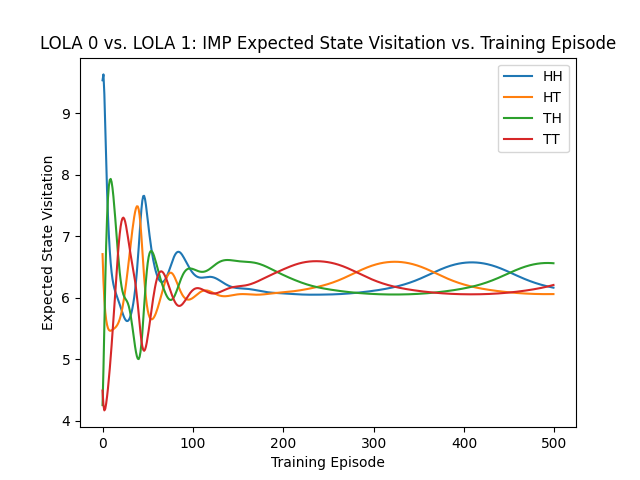 LOLA 0 vs. LOLA 1: IMP Expected State Visitation vs. Training Episode
HH
HT
TH
TT
9
8
7
6
5
4
Expected State Visitation
0 100 200 300 400 500
Training Episode